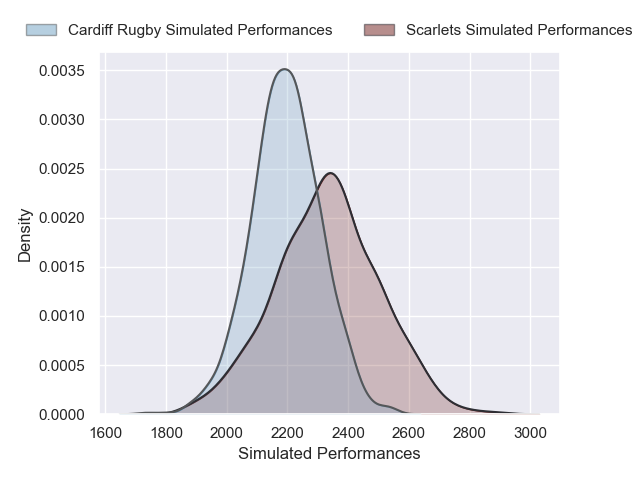 Cardiff Rugby Simulated Performances
Scarlets Simulated Performances
0.0035
0.0030
0.0025
0.0020
0.0015
0.0010
0.0005
0.0000
Density
1600 1800 2000 2200 2400 2600 2800 3000
Simulated Performances